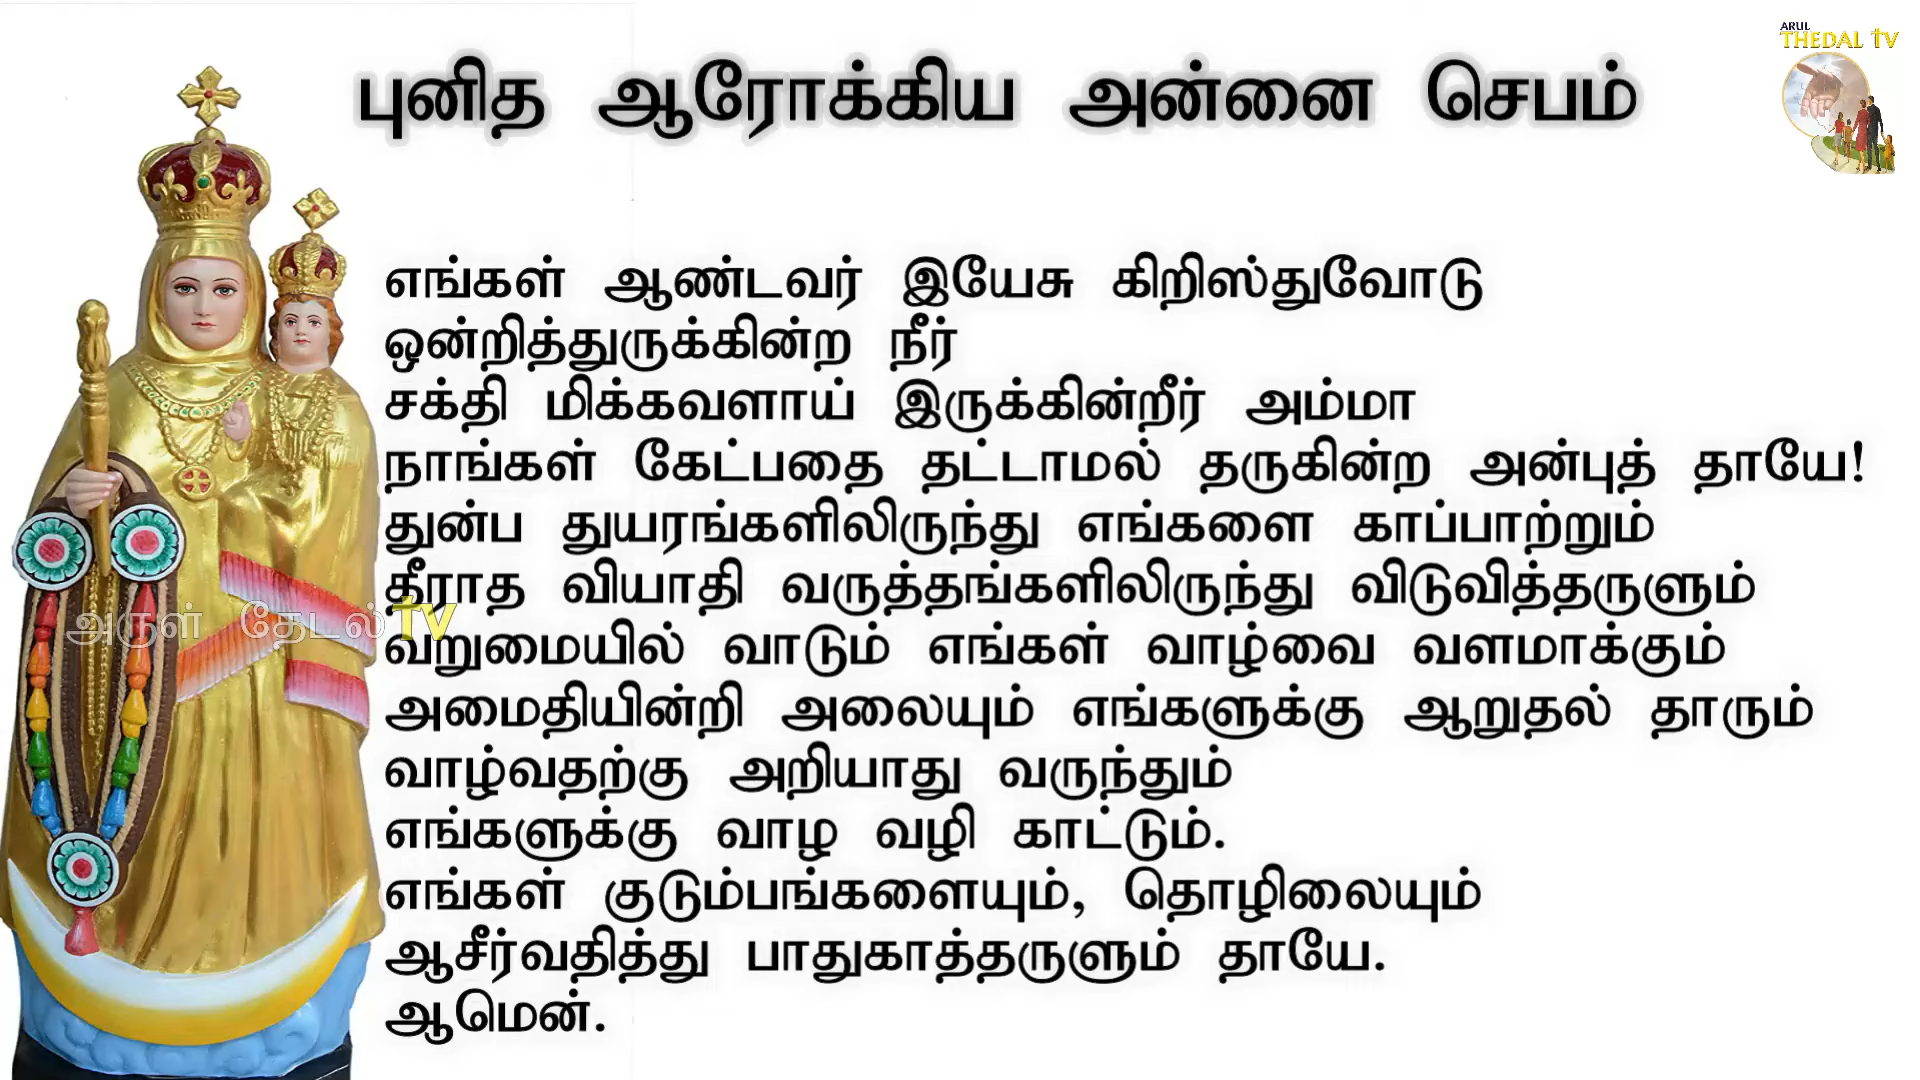 ARUL
THEDAL TV
புனித ஆரோக்கிய அன்னை செபம்
எங்கள் ஆண்டவர் இயேசு கிறிஸ்துவோடு
ஒன்றித்துருக்கின்ற நீர்
சக்தி மிக்கவளாய் இருக்கின்றீர் அம்மா
நாங்கள் கேட்பதை தட்டாமல் தருகின்ற அன்புத் தாயே!
துன்ப துயரங்களிலிருந்து எங்களை காப்பாற்றும்
தீராத வியாதி வருத்தங்களிலிருந்து விடுவித்தருளும்
அருள் தேடல் TV
வறுமையில் வாடும் எங்கள் வாழ்வை வளமாக்கும்
அமைதியின்றி அலையும் எங்களுக்கு ஆறுதல் தாரும்
வாழ்வதற்கு அறியாது வருந்தும்
எங்களுக்கு வாழ வழி காட்டும்.
எங்கள் குடும்பங்களையும், தொழிலையும்
ஆசீர்வதித்து பாதுகாத்தருளும் தாயே.
ஆமென்.